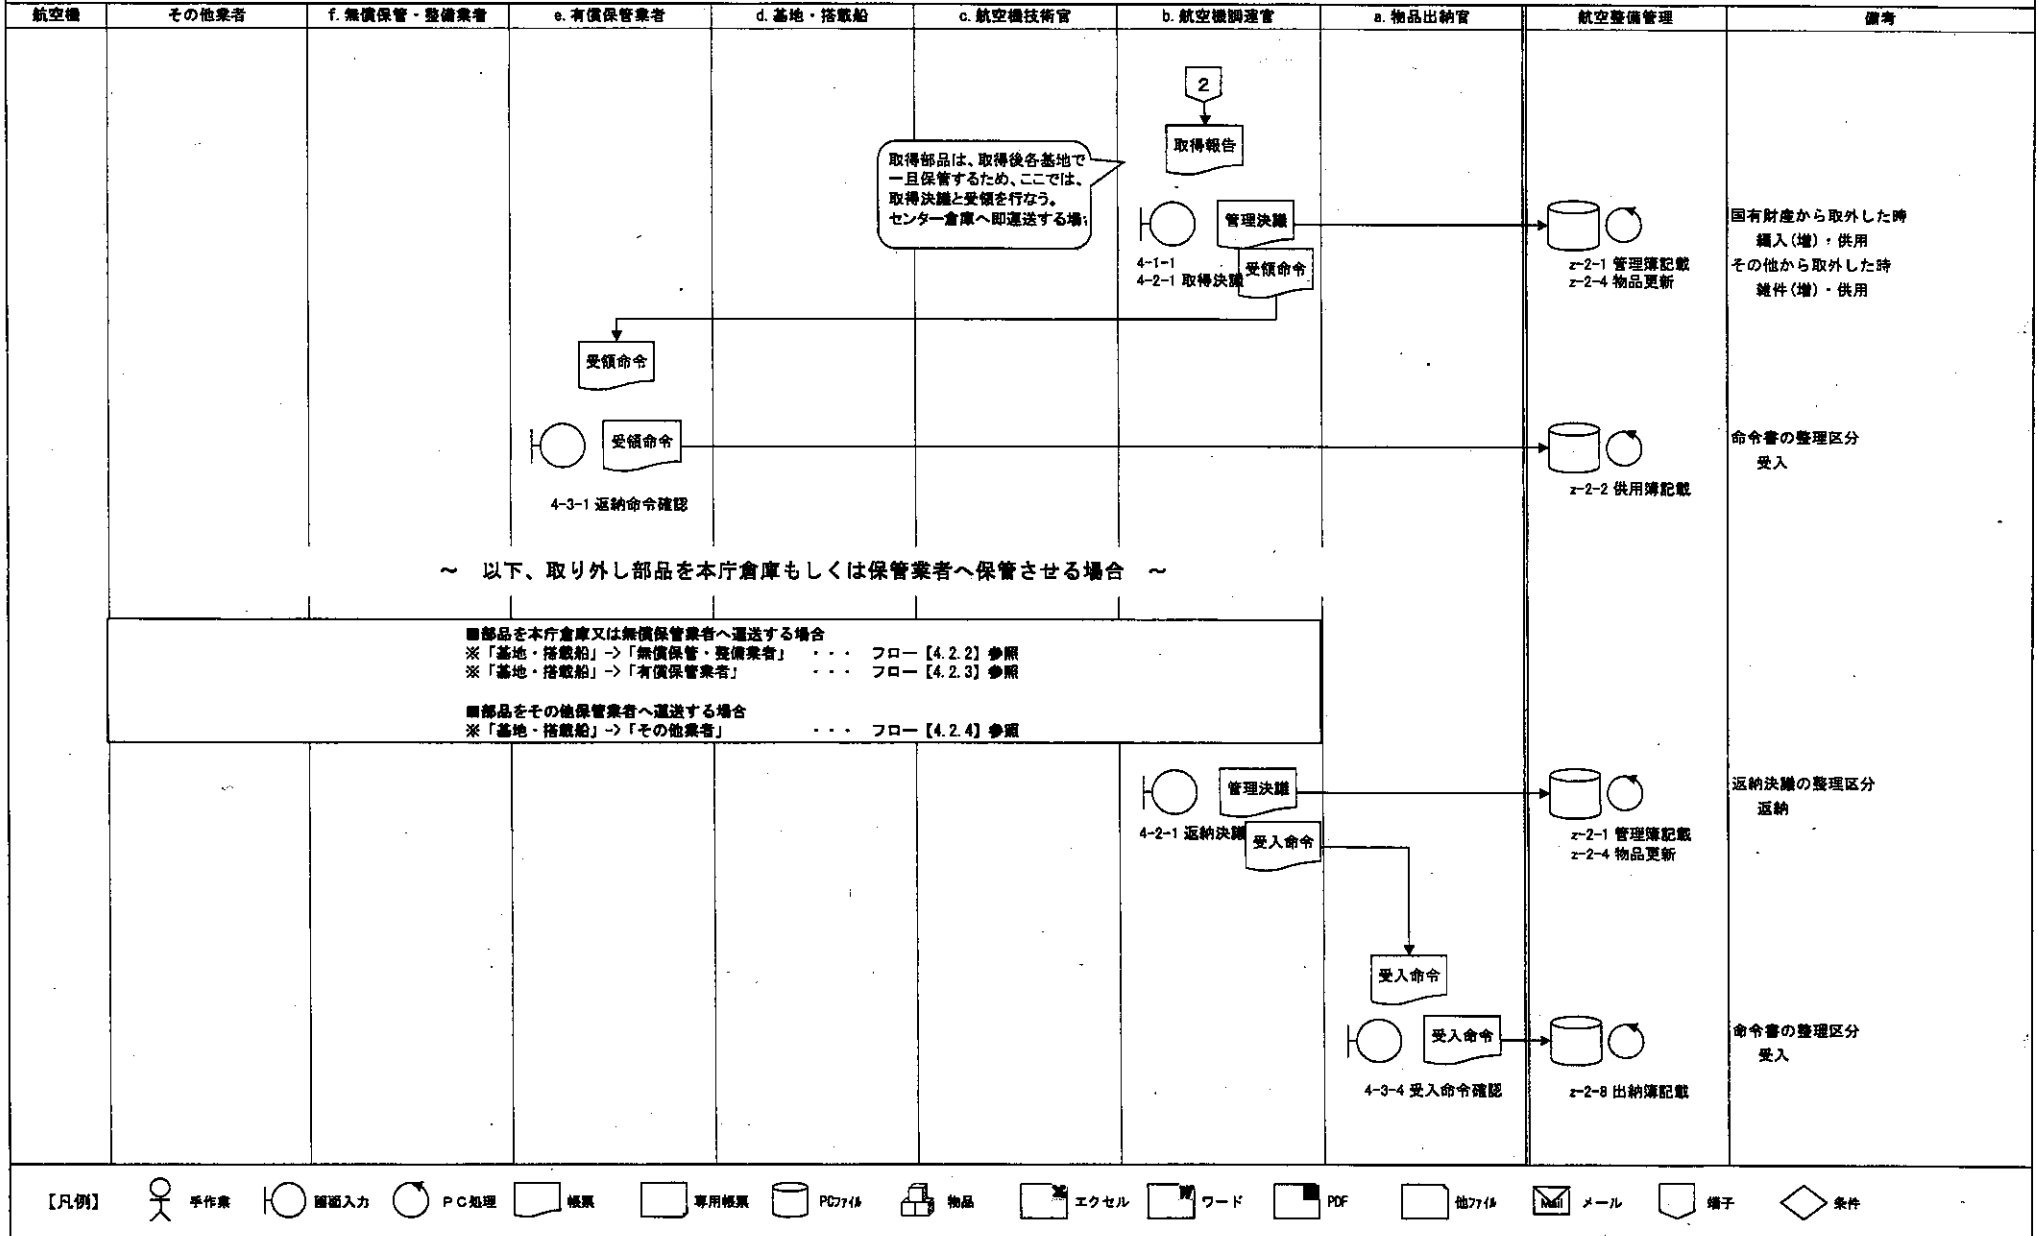 航空機
その他業者
f. 無償保管・整備業者
e. 有償保管業者
d. 基地・搭載船
c. 航空機技術官
b. 航空機調達官
a. 物品出納官
航空整備管理
備考
2
取得報告
取得部品は、取得後各基地で
一旦保管するため、ここでは、
取得決議と受領を行なう。
センター倉庫へ即運送する場
管理決議
4-1-1
4-2-1 取得決議
受領命令
z-2-1 管理簿記載
z-2-4 物品更新
国有財産から取外した時
編入(増)・供用
その他から取外した時
雑件(増)・供用
受領命令
受領命令
4-3-1 返納命令確認
z-2-2 供用簿記載
命令書の整理区分
受入
～ 以下、取り外し部品を本庁倉庫もしくは保管業者へ保管させる場合 ～
■部品を本庁倉庫又は無償保管業者へ運送する場合
※「基地・搭載船」->「無償保管・整備業者」 ・・・ フロー【4.2.2】参照
※「基地・搭載船」->「有償保管業者」 ・・・ フロー【4.2.3】参照
■部品をその他保管業者へ運送する場合
※「基地・搭載船」->「その他業者」 ・・・ フロー【4.2.4】参照
管理決議
4-2-1 返納決議
受入命令
z-2-1 管理簿記載
z-2-4 物品更新
返納決議の整理区分
返納
受入命令
受入命令
4-3-4 受入命令確認
z-2-8 出納簿記載
命令書の整理区分
受入
【凡例】
手作業
画面入力
ＰＣ処理
帳票
専用帳票
PCﾌｧｲﾙ
物品
エクセル
W
ワード
PDF
他ﾌｧｲﾙ
Mail
メール
端子
条件